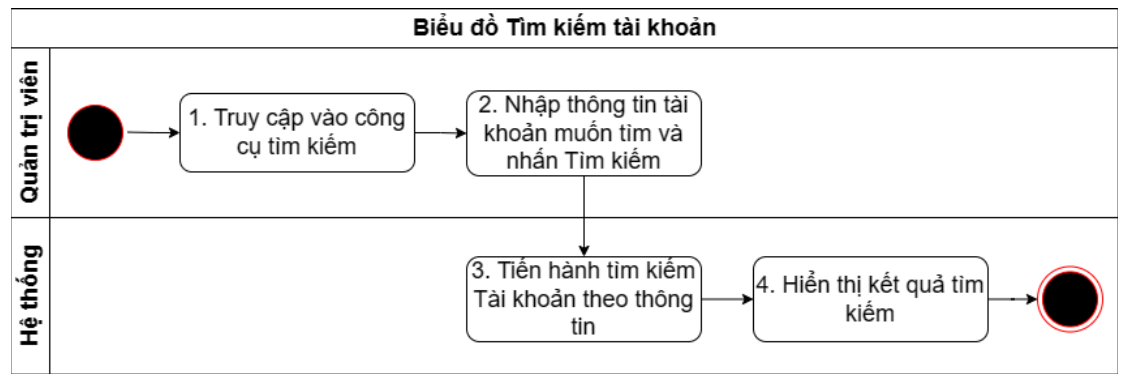 Biểu đồ Tìm kiếm tài khoản
Quản trị viên
1. Truy cập vào công
cụ tìm kiếm
2. Nhập thông tin tài
khoản muốn tìm và
nhấn Tìm kiếm
Hệ thống
3. Tiến hành tìm kiếm
Tài khoản theo thông
tin
4. Hiển thị kết quả tìm
kiếm